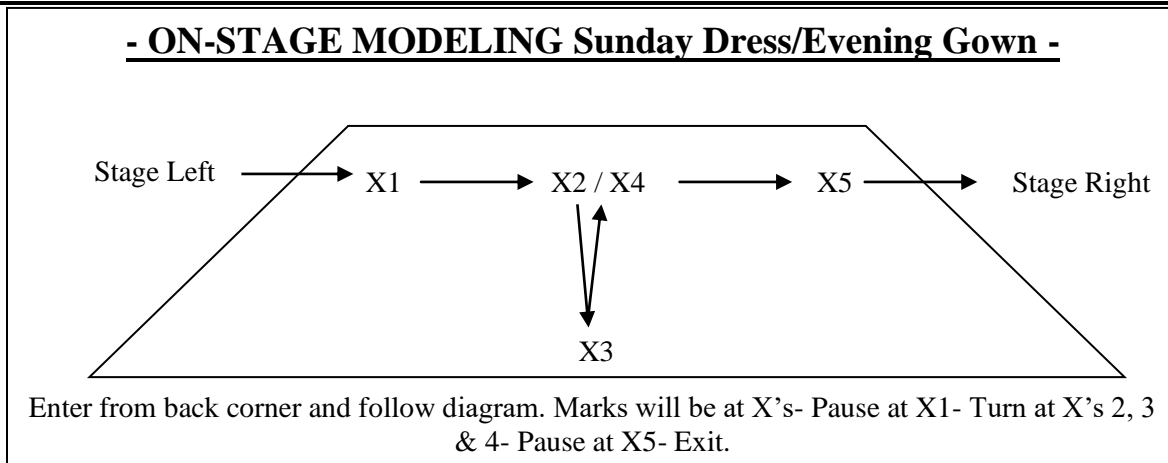 - ON-STAGE MODELING Sunday Dress/Evening Gown -
Stage Left X1 X2 / X4 X5 Stage Right
X3
Enter from back corner and follow diagram. Marks will be at X’s- Pause at X1- Turn at X’s 2, 3
& 4- Pause at X5- Exit.